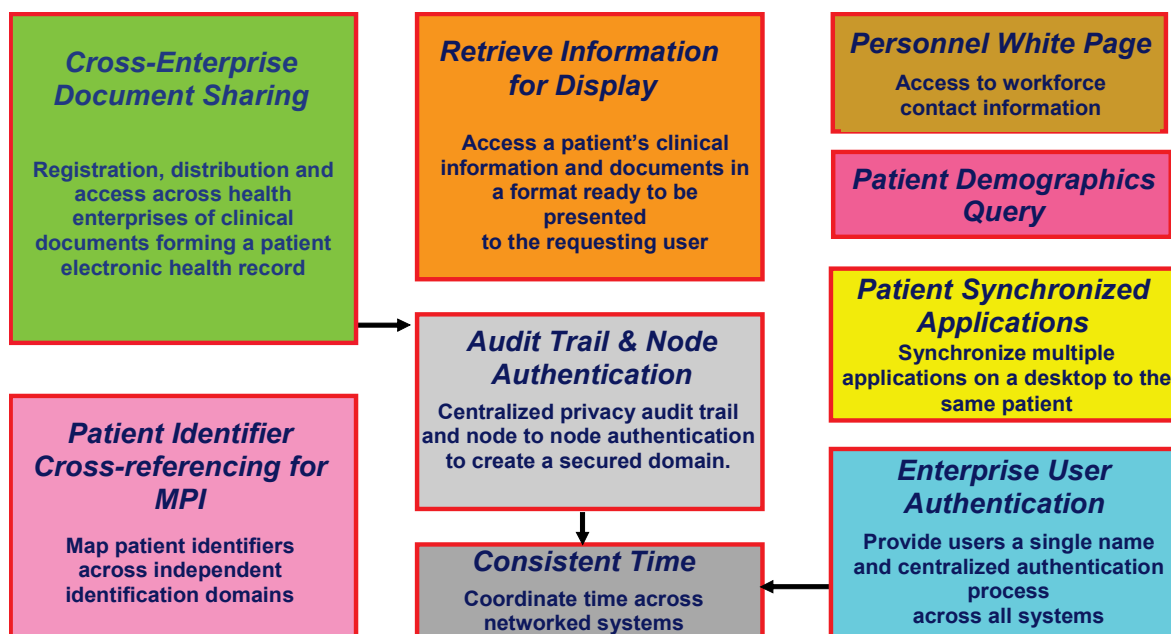 Cross-Enterprise
Document Sharing
Registration, distribution and
access across health
enterprises of clinical
documents forming a patient
electronic health record
Retrieve Information
for Display
Access a patient’s clinical
information and documents in
a format ready to be
presented
to the requesting user
Personnel White Page
Access to workforce
contact information
Patient Demographics
Query
Patient Synchronized
Applications
Synchronize multiple
applications on a desktop to the
same patient
Audit Trail & Node
Authentication
Centralized privacy audit trail
and node to node authentication
to create a secured domain.
Patient Identifier
Cross-referencing for
MPI
Map patient identifiers
across independent
identification domains
Consistent Time
Coordinate time across
networked systems
Enterprise User
Authentication
Provide users a single name
and centralized authentication
process
across all systems